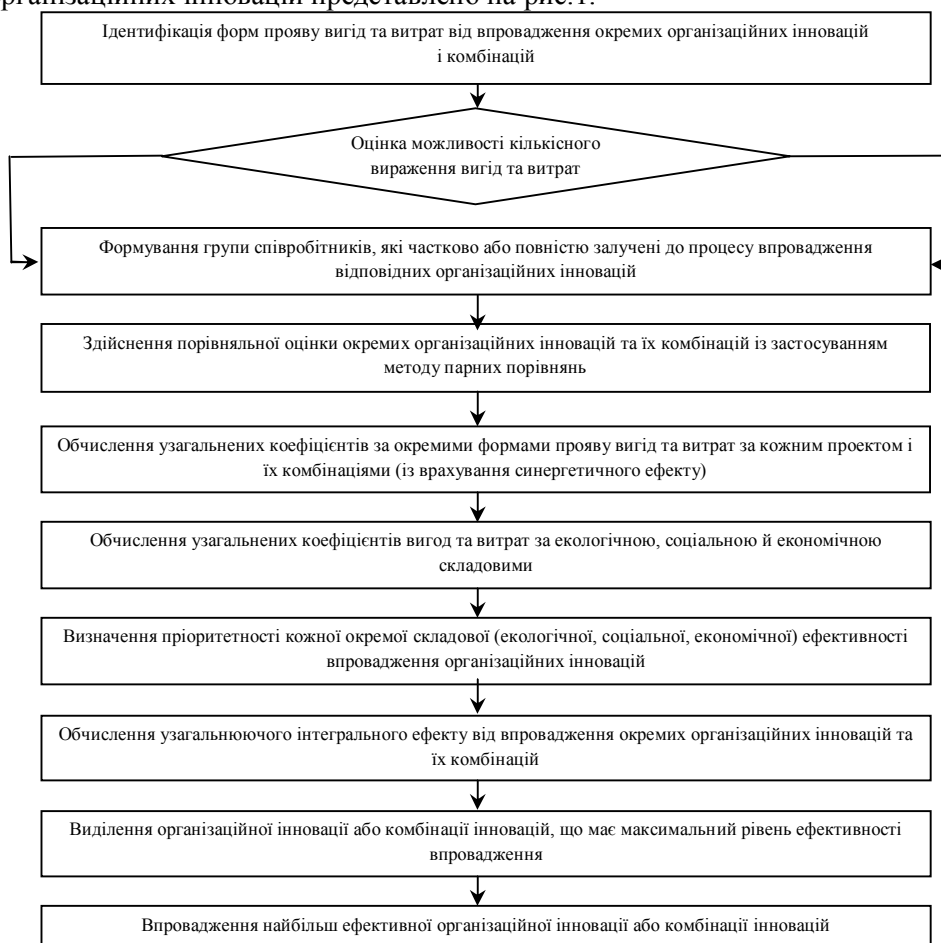 організаційних інновацій представлено на рис.1.
Ідентифікація форм прояву вигід та витрат від впровадження окремих організаційних інновацій
і комбінацій
Оцінка можливості кількісного
вираження вигід та витрат
Формування групи співробітників, які частково або повністю залучені до процесу впровадження
відповідних організаційних інновацій
Здійснення порівняльної оцінки окремих організаційних інновацій та їх комбінацій із застосуванням
методу парних порівнянь
Обчислення узагальнених коефіцієнтів за окремими формами прояву вигід та витрат за кожним проектом і
їх комбінаціями (із врахування синергетичного ефекту)
Обчислення узагальнених коефіцієнтів вигод та витрат за екологічною, соціальною й економічною
складовими
Визначення пріоритетності кожної окремої складової (екологічної, соціальної, економічної) ефективності
впровадження організаційних інновацій
Обчислення узагальнюючого інтегрального ефекту від впровадження окремих організаційних інновацій та
їх комбінацій
Виділення організаційної інновації або комбінації інновацій, що має максимальний рівень ефективності
впровадження
Впровадження найбільш ефективної організаційної інновації або комбінації інновацій